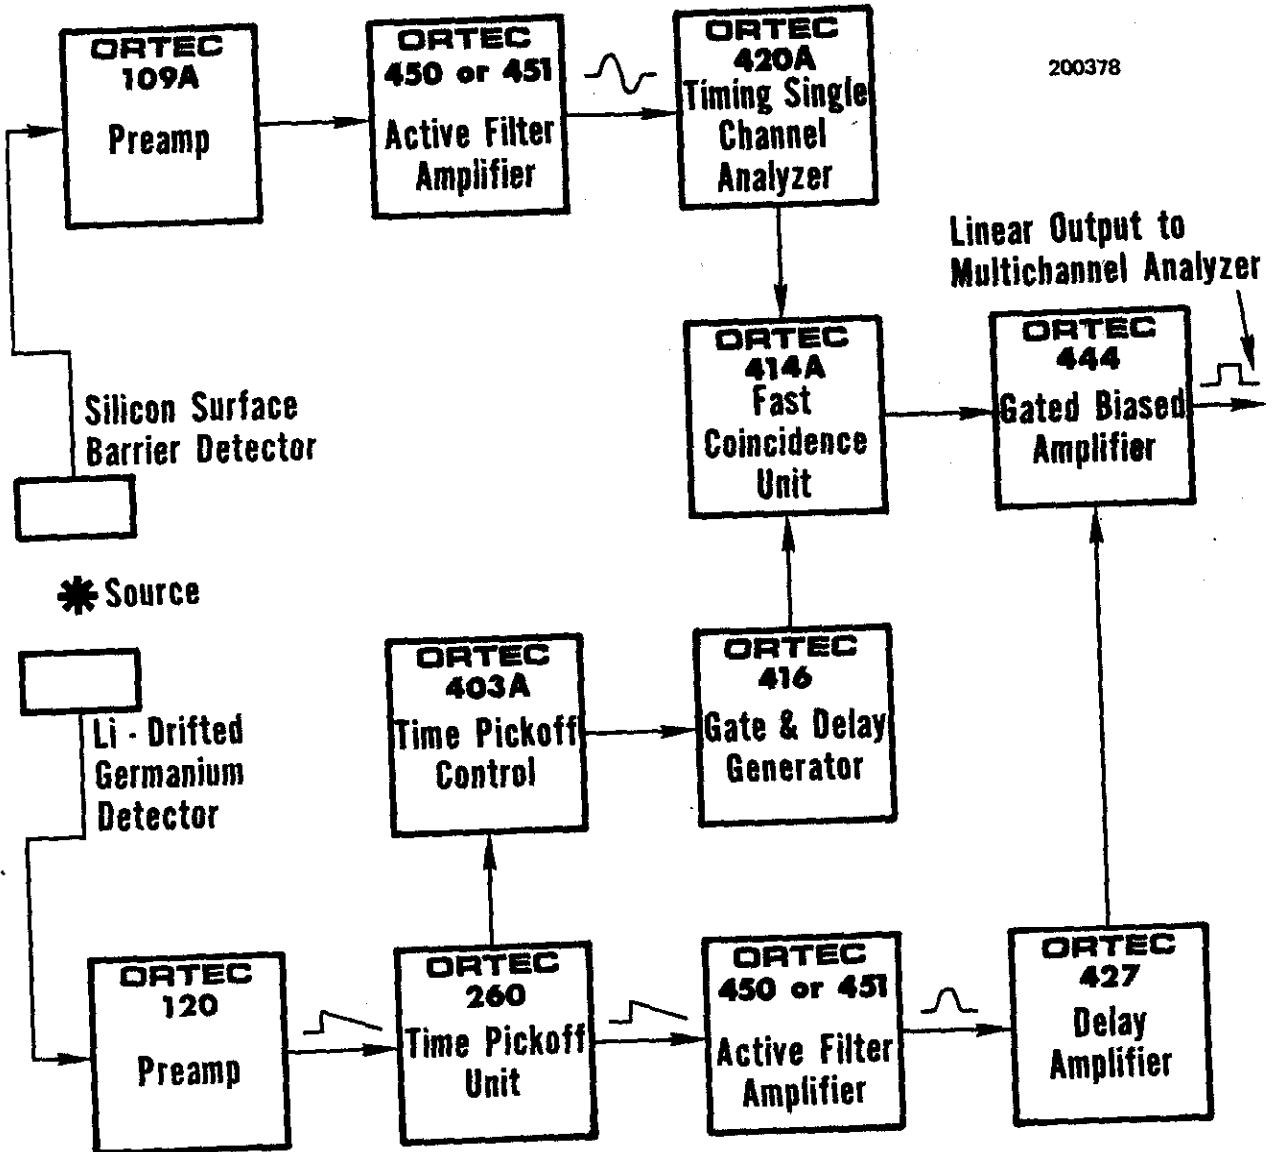 ORTEC
109A
Preamp
ORTEC
450 or 451
Active Filter
Amplifier
ORTEC
420A
Timing Single
Channel
Analyzer
200378
Linear Output to
Multichannel Analyzer
ORTEC
414A
Fast
Coincidence
Unit
ORTEC
444
Gated Biased
Amplifier
Silicon Surface
Barrier Detector
Source
Li - Drifted
Germanium
Detector
ORTEC
403A
Time Pickoff
Control
ORTEC
416
Gate & Delay
Generator
ORTEC
120
Preamp
ORTEC
260
Time Pickoff
Unit
ORTEC
450 or 451
Active Filter
Amplifier
ORTEC
427
Delay
Amplifier